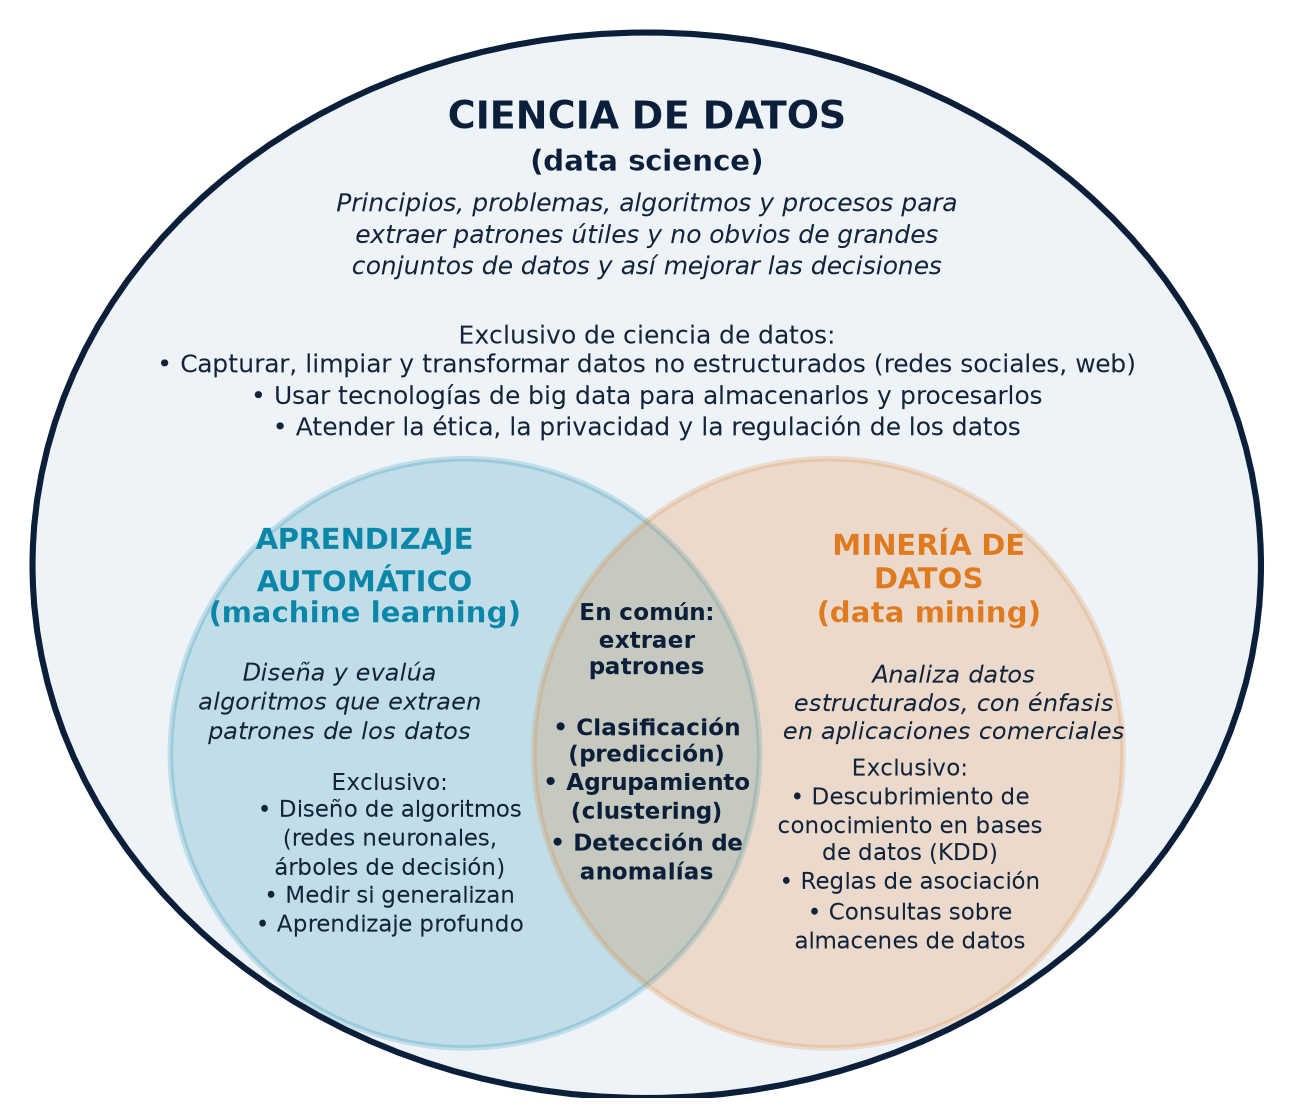 CIENCIA DE DATOS
(data science)
Principios, problemas, algoritmos y procesos para
extraer patrones útiles y no obvios de grandes
conjuntos de datos y así mejorar las decisiones
Exclusivo de ciencia de datos:
• Capturar, limpiar y transformar datos no estructurados (redes sociales, web)
• Usar tecnologías de big data para almacenarlos y procesarlos
• Atender la ética, la privacidad y la regulación de los datos
APRENDIZAJE
AUTOMÁTICO
(machine learning)
Diseña y evalúa
algoritmos que extraen
patrones de los datos
Exclusivo:
• Diseño de algoritmos
(redes neuronales,
árboles de decisión)
• Medir si generalizan
• Aprendizaje profundo
En común:
extraer
patrones
• Clasificación
(predicción)
• Agrupamiento
(clustering)
• Detección de
anomalías
MINERÍA DE
DATOS
(data mining)
Analiza datos
estructurados, con énfasis
en aplicaciones comerciales
Exclusivo:
• Descubrimiento de
conocimiento en bases
de datos (KDD)
• Reglas de asociación
• Consultas sobre
almacenes de datos